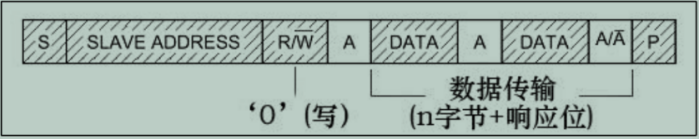 S SLAVE ADDRESS R/W̅ A DATA A DATA A/A̅ P
数据传输
‘0’(写) (n字节+响应位)